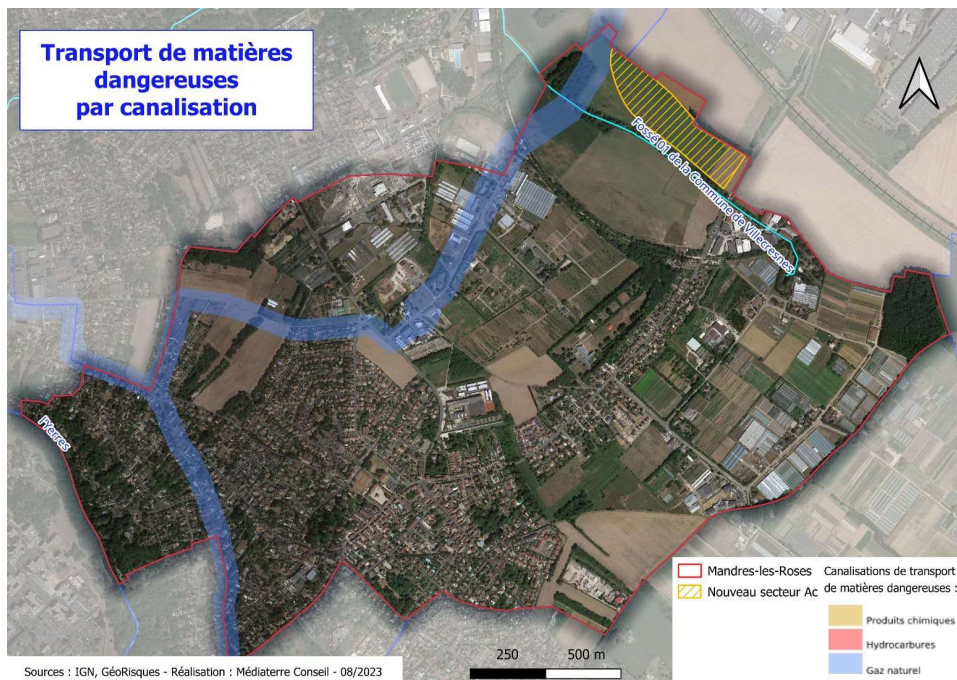 Transport de matières
dangereuses
par canalisation
Fossé 01 de la Commune de Villecresnes
l'Yerres
Mandres-les-Roses
Nouveau secteur Ac
Canalisations de transport
de matières dangereuses :
Produits chimiques
Hydrocarbures
Gaz naturel
250
500 m
Sources : IGN, GéoRisques - Réalisation : Médiaterre Conseil - 08/2023